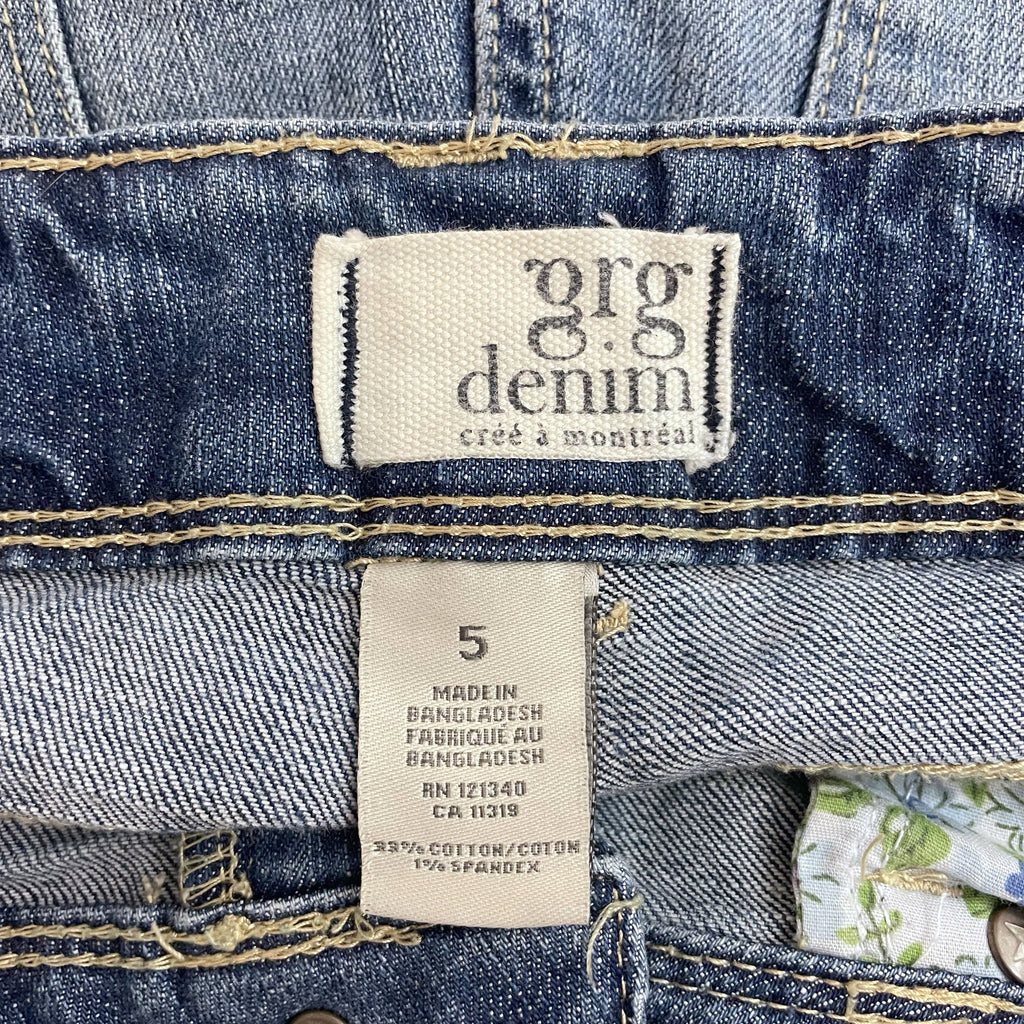 grg
denim
créé à montréal
5
MADE IN
BANGLADESH
FABRIQUE AU
BANGLADESH
RN 121340
CA 11319
99% COTTON/COTON
1% SPANDEX